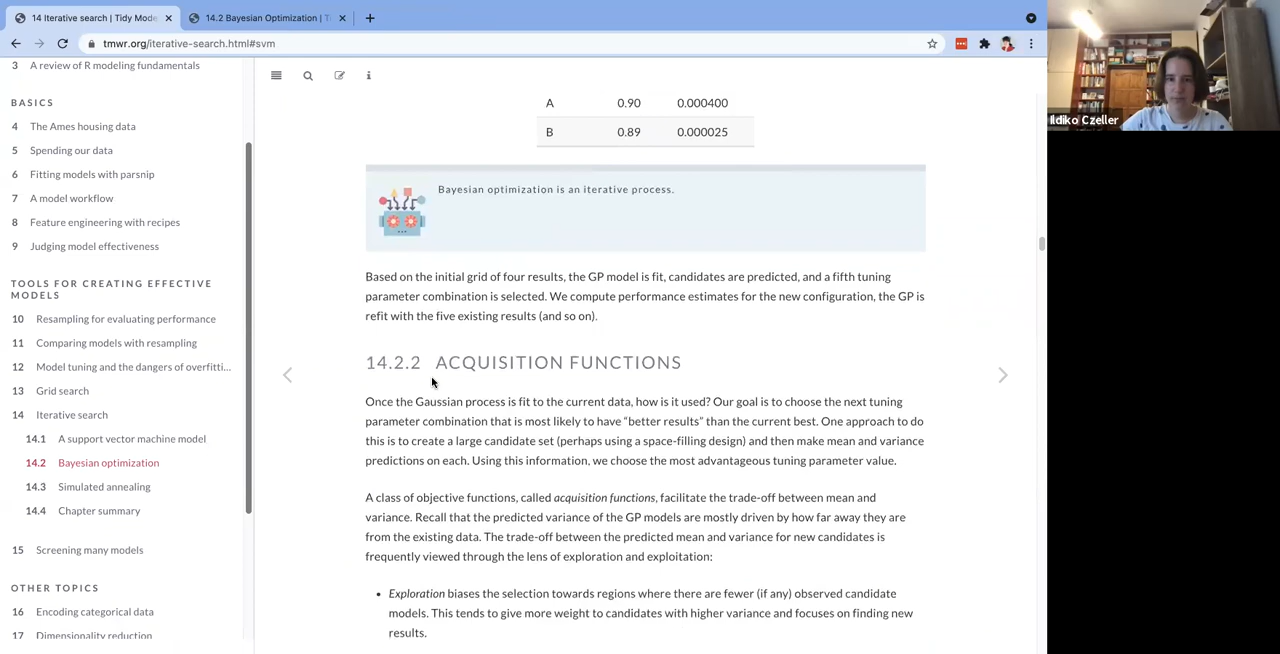 14 Iterative search | Tidy Mode
14.2 Bayesian Optimization | Ti
tmwr.org/iterative-search.html#svm
Ildiko Czeller
3 A review of R modeling fundamentals
BASICS
4 The Ames housing data
5 Spending our data
6 Fitting models with parsnip
7 A model workflow
8 Feature engineering with recipes
9 Judging model effectiveness
TOOLS FOR CREATING EFFECTIVE
MODELS
10 Resampling for evaluating performance
11 Comparing models with resampling
12 Model tuning and the dangers of overfitti...
13 Grid search
14 Iterative search
14.1 A support vector machine model
14.2 Bayesian optimization
14.3 Simulated annealing
14.4 Chapter summary
15 Screening many models
OTHER TOPICS
16 Encoding categorical data
17 Dimensionality reduction
A 0.90 0.000400
B 0.89 0.000025
Bayesian optimization is an iterative process.
Based on the initial grid of four results, the GP model is fit, candidates are predicted, and a fifth tuning
parameter combination is selected. We compute performance estimates for the new configuration, the GP is
refit with the five existing results (and so on).
14.2.2 ACQUISITION FUNCTIONS
Once the Gaussian process is fit to the current data, how is it used? Our goal is to choose the next tuning
parameter combination that is most likely to have “better results” than the current best. One approach to do
this is to create a large candidate set (perhaps using a space-filling design) and then make mean and variance
predictions on each. Using this information, we choose the most advantageous tuning parameter value.
A class of objective functions, called acquisition functions, facilitate the trade-off between mean and
variance. Recall that the predicted variance of the GP models are mostly driven by how far away they are
from the existing data. The trade-off between the predicted mean and variance for new candidates is
frequently viewed through the lens of exploration and exploitation:
• Exploration biases the selection towards regions where there are fewer (if any) observed candidate
models. This tends to give more weight to candidates with higher variance and focuses on finding new
results.